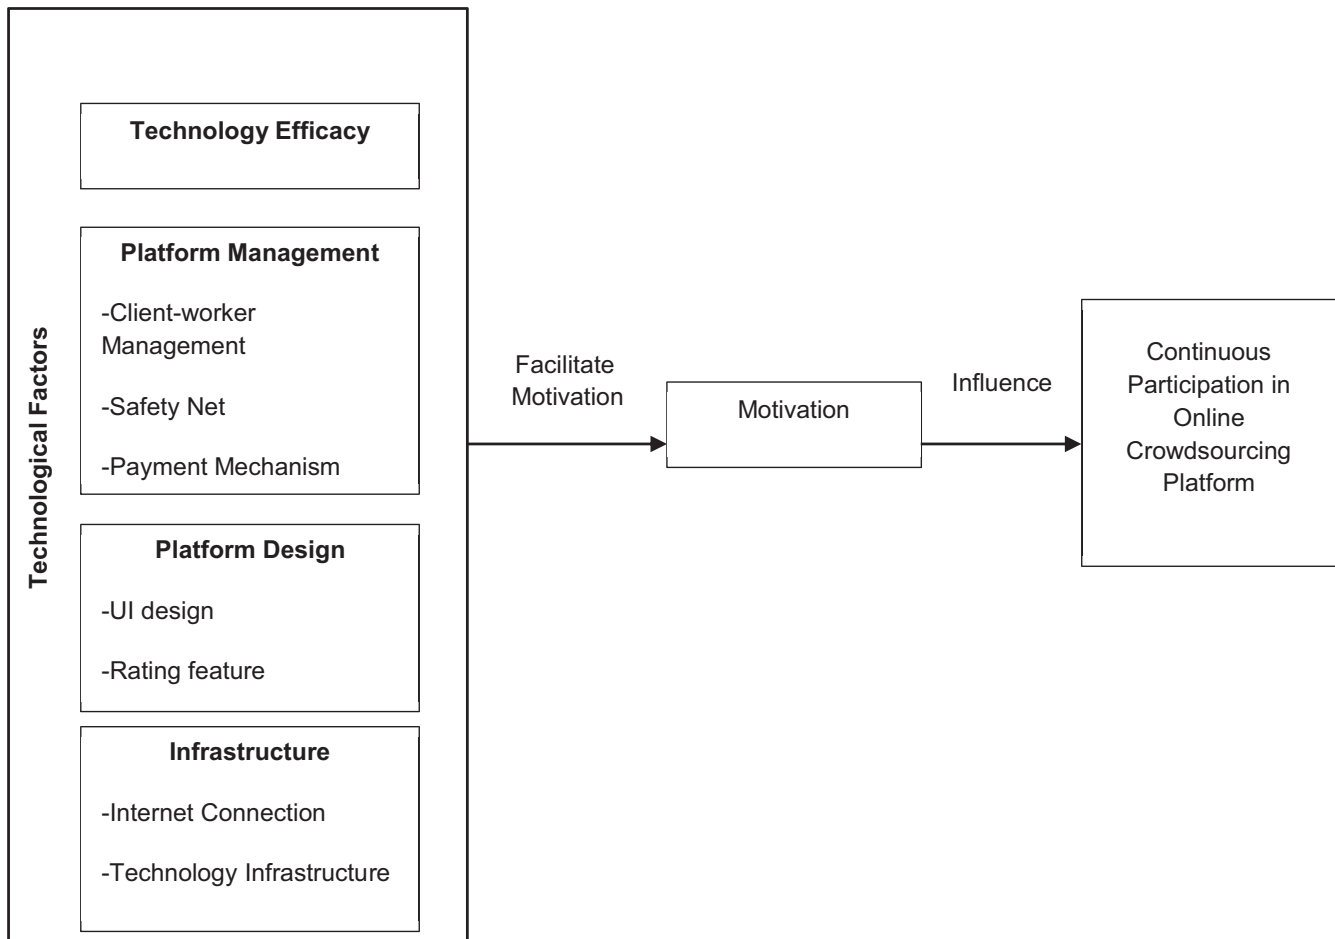 Technological Factors
Technology Efficacy
Platform Management
-Client-worker
Management
-Safety Net
-Payment Mechanism
Platform Design
-UI design
-Rating feature
Infrastructure
-Internet Connection
-Technology Infrastructure
Facilitate
Motivation
Motivation
Influence
Continuous
Participation in
Online
Crowdsourcing
Platform